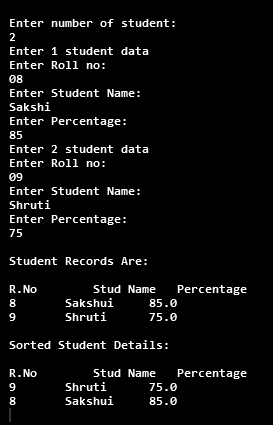 Enter number of student:
2
Enter 1 student data
Enter Roll no:
08
Enter Student Name:
Sakshi
Enter Percentage:
85
Enter 2 student data
Enter Roll no:
09
Enter Student Name:
Shruti
Enter Percentage:
75
Student Records Are:
R.No Stud Name Percentage
8 Sakshui 85.0
9 Shruti 75.0
Sorted Student Details:
R.No Stud Name Percentage
9 Shruti 75.0
8 Sakshui 85.0